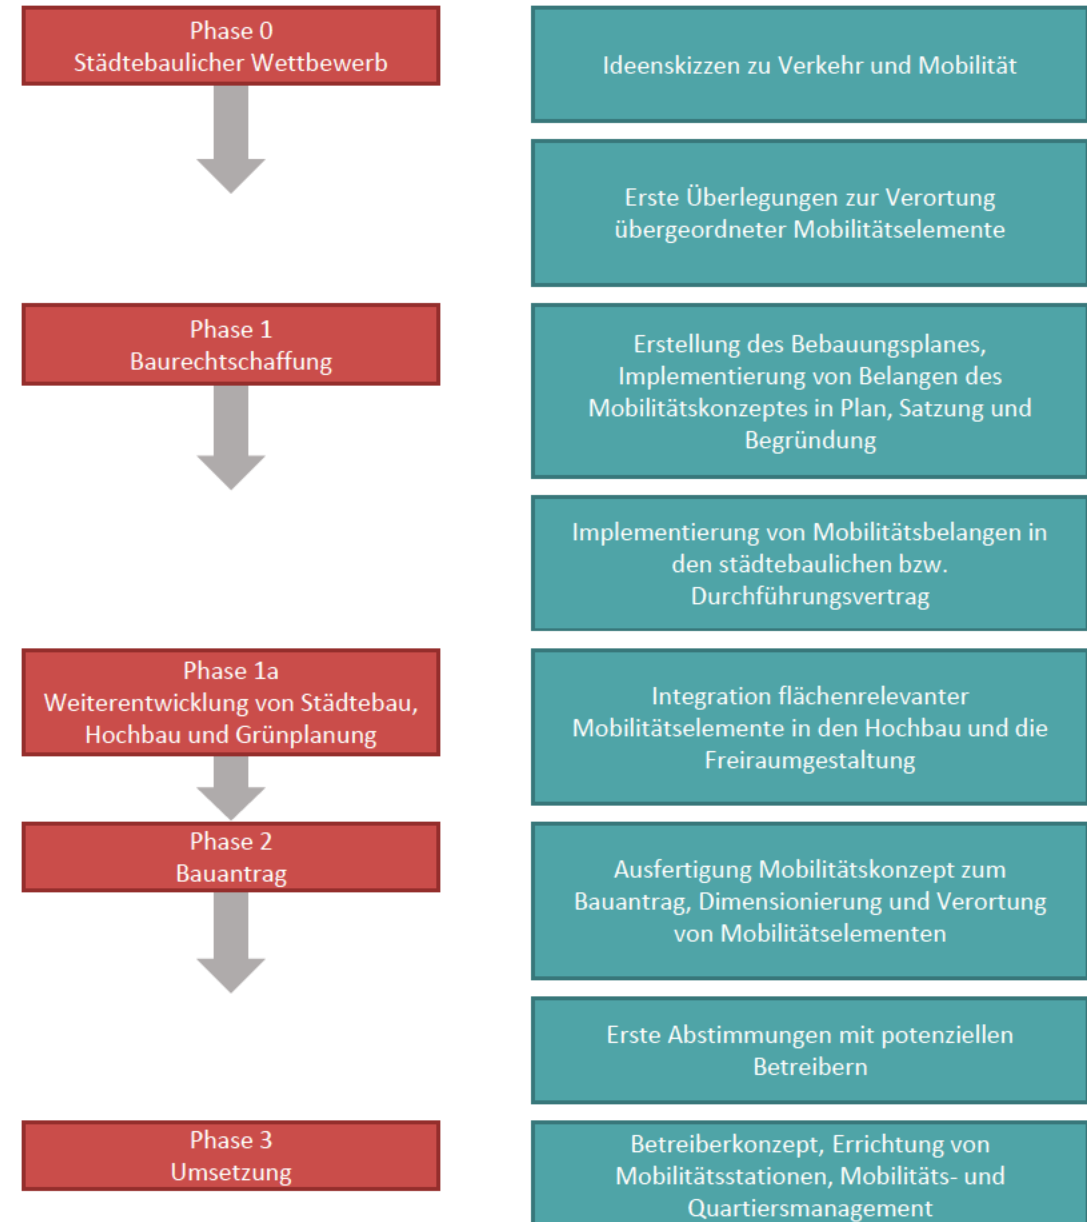 Phase 0
Städtebaulicher Wettbewerb
Ideenskizzen zu Verkehr und Mobilität
Erste Überlegungen zur Verortung
übergeordneter Mobilitätselemente
Phase 1
Baurechtschaffung
Erstellung des Bebauungsplanes,
Implementierung von Belangen des
Mobilitätskonzeptes in Plan, Satzung und
Begründung
Implementierung von Mobilitätsbelangen in
den städtebaulichen bzw.
Durchführungsvertrag
Phase 1a
Weiterentwicklung von Städtebau,
Hochbau und Grünplanung
Integration flächenrelevanter
Mobilitätselemente in den Hochbau und die
Freiraumgestaltung
Phase 2
Bauantrag
Ausfertigung Mobilitätskonzept zum
Bauantrag, Dimensionierung und Verortung
von Mobilitätselementen
Erste Abstimmungen mit potenziellen
Betreibern
Phase 3
Umsetzung
Betreiberkonzept, Errichtung von
Mobilitätsstationen, Mobilitäts- und
Quartiersmanagement